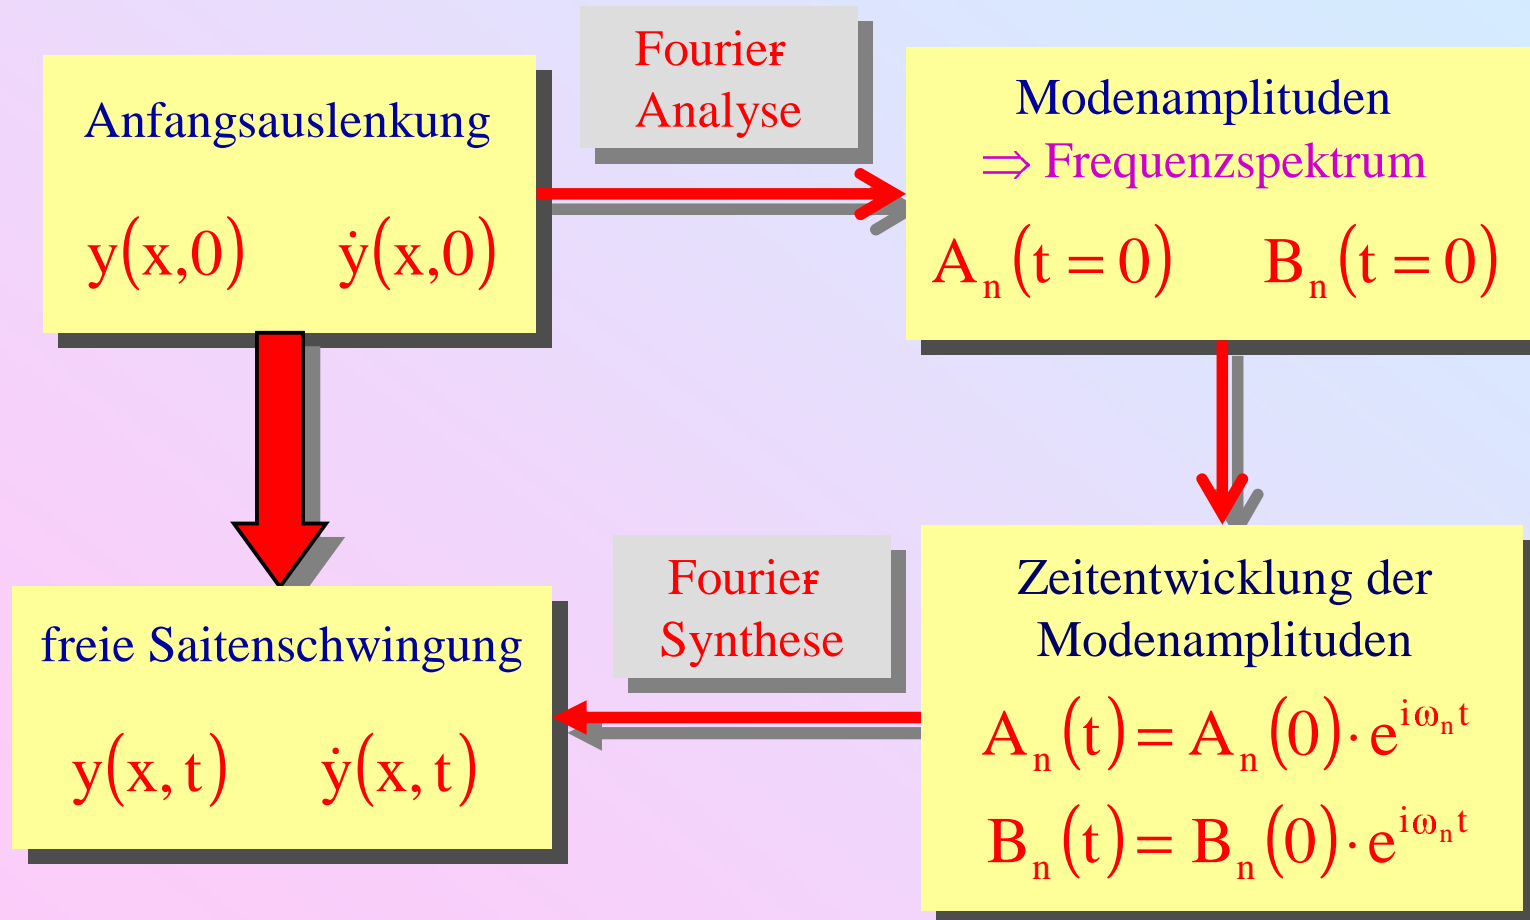 Anfangsauslenkung
y(x,0) ẏ(x,0)
Fourier-
Analyse
Modenamplituden
⇒ Frequenzspektrum
Aₙ(t = 0) Bₙ(t = 0)
freie Saitenschwingung
y(x, t) ẏ(x, t)
Fourier-
Synthese
Zeitentwicklung der
Modenamplituden
Aₙ(t) = Aₙ(0) · e^{iωₙt}
Bₙ(t) = Bₙ(0) · e^{iωₙt}